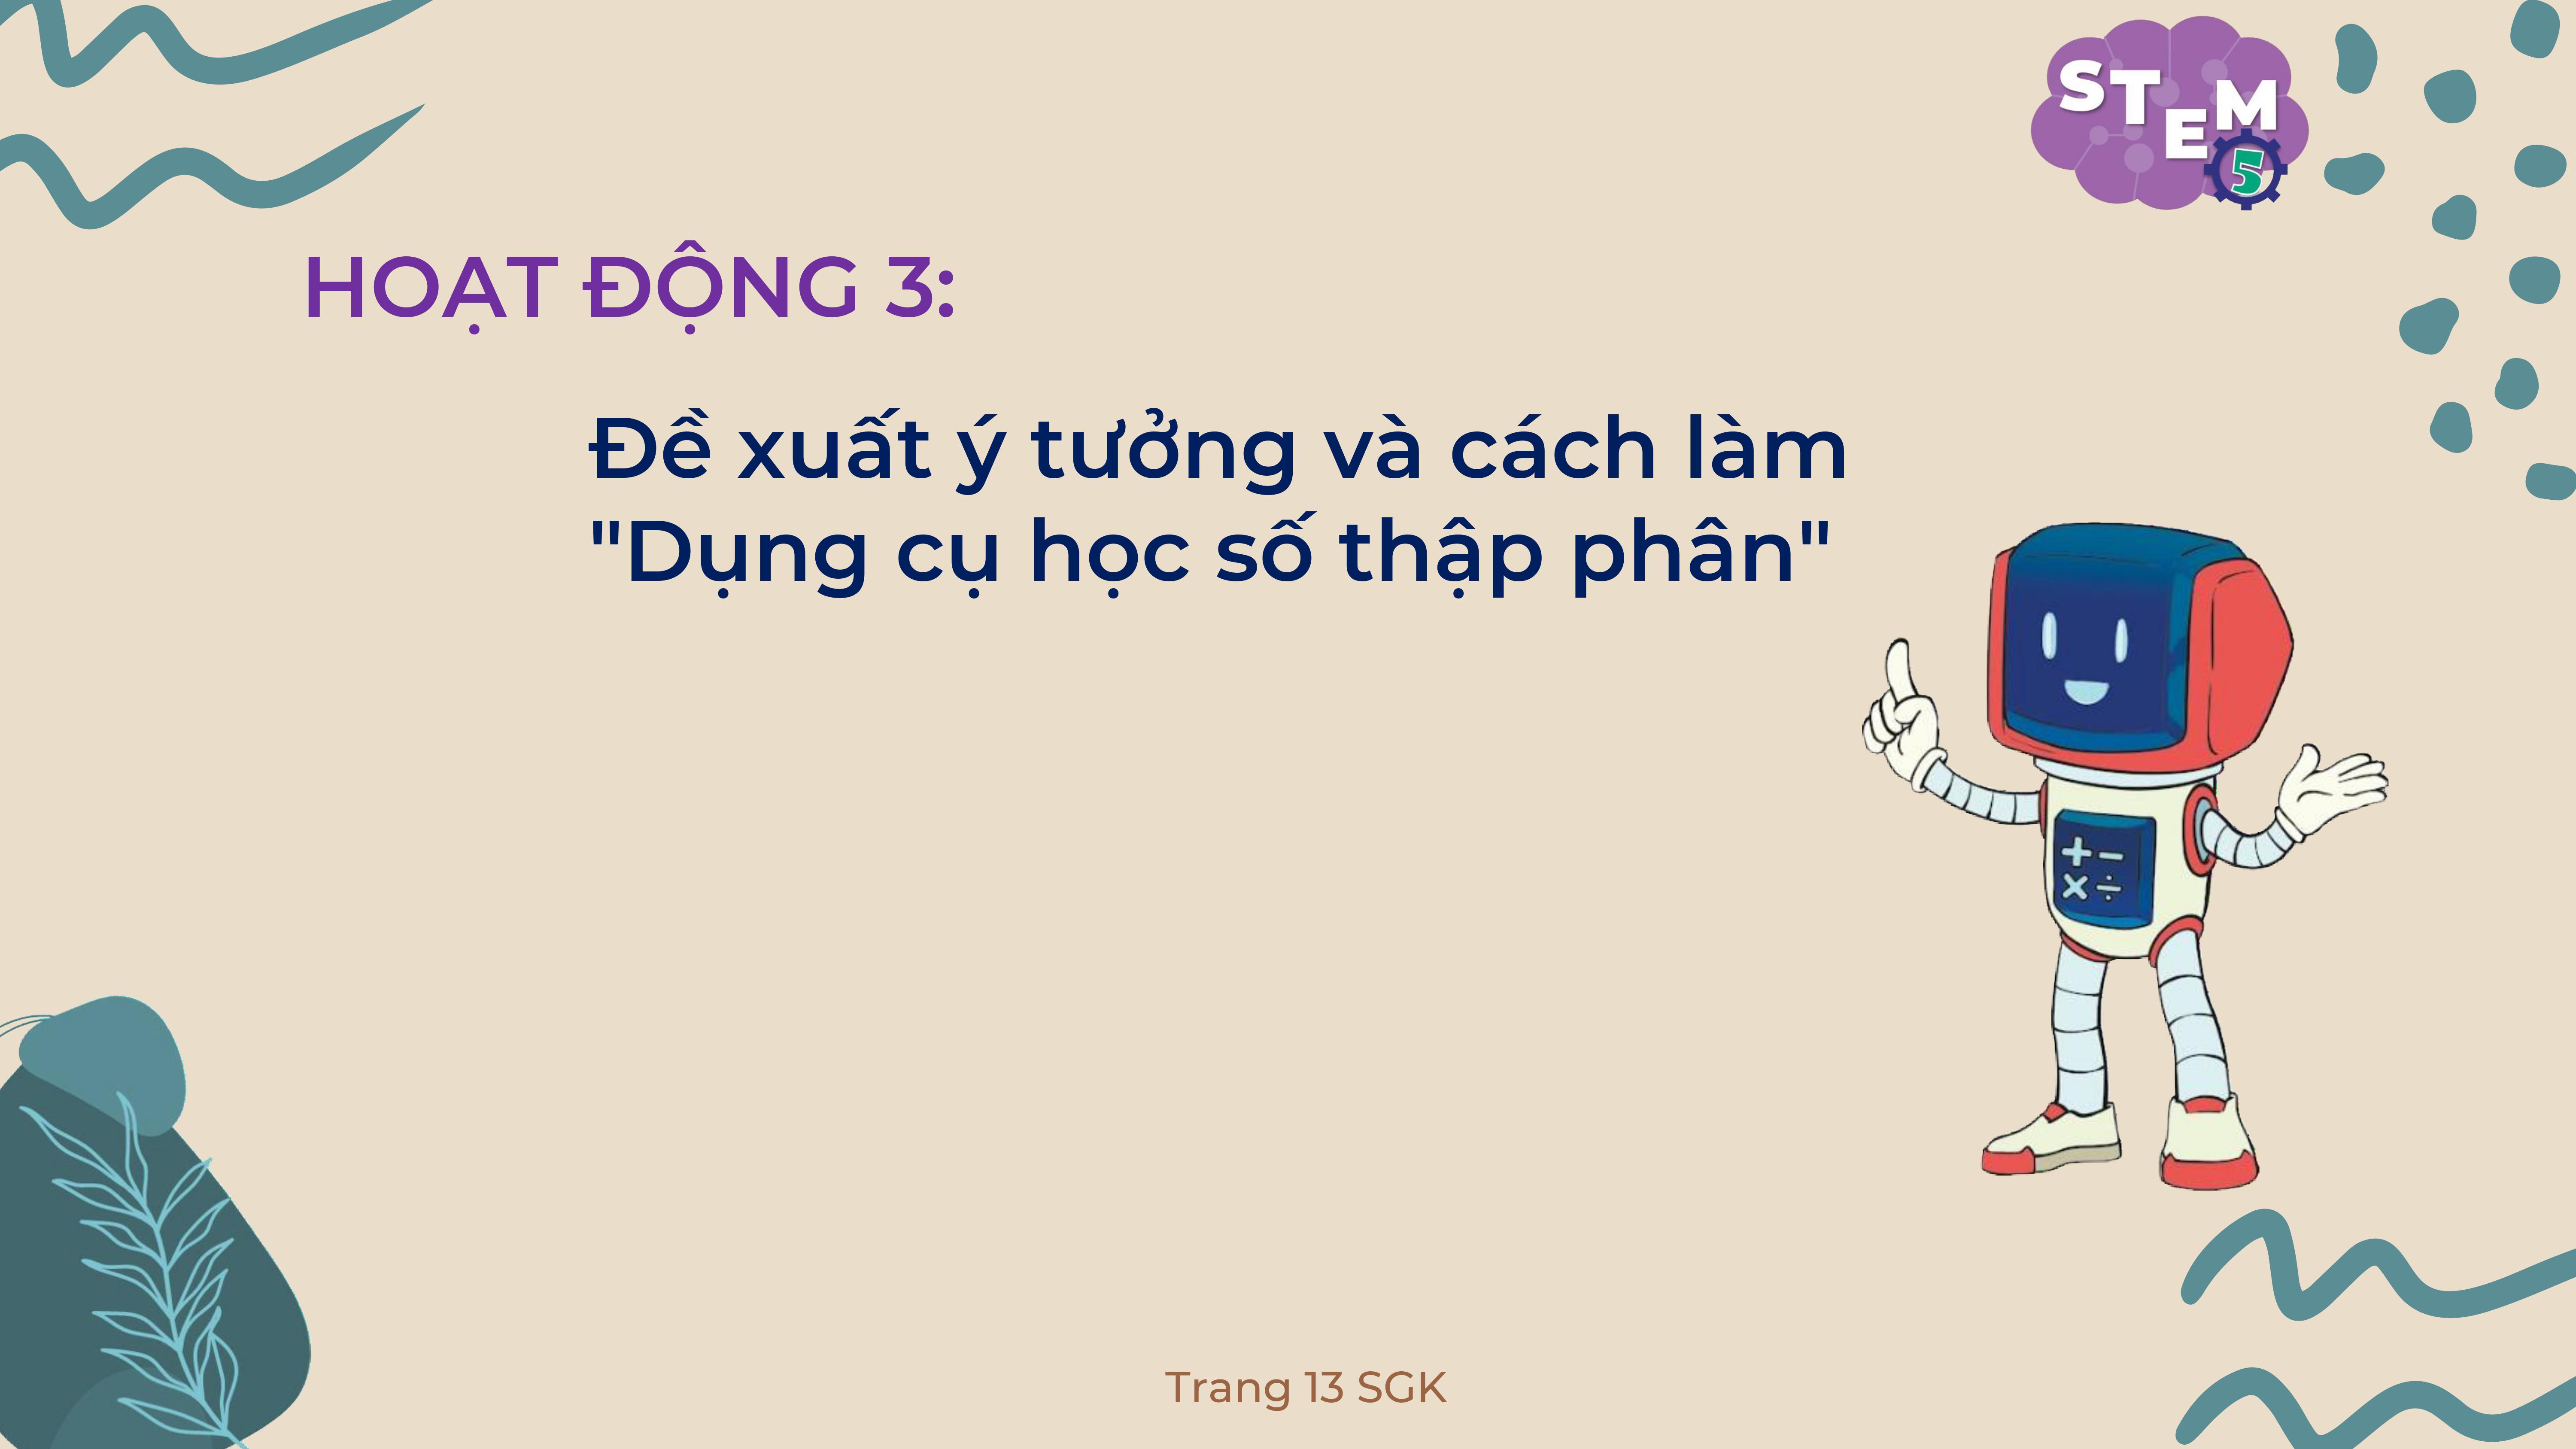 STEM
5
HOẠT ĐỘNG 3:
Đề xuất ý tưởng và cách làm
"Dụng cụ học số thập phân"
+ −
× ÷
Trang 13 SGK